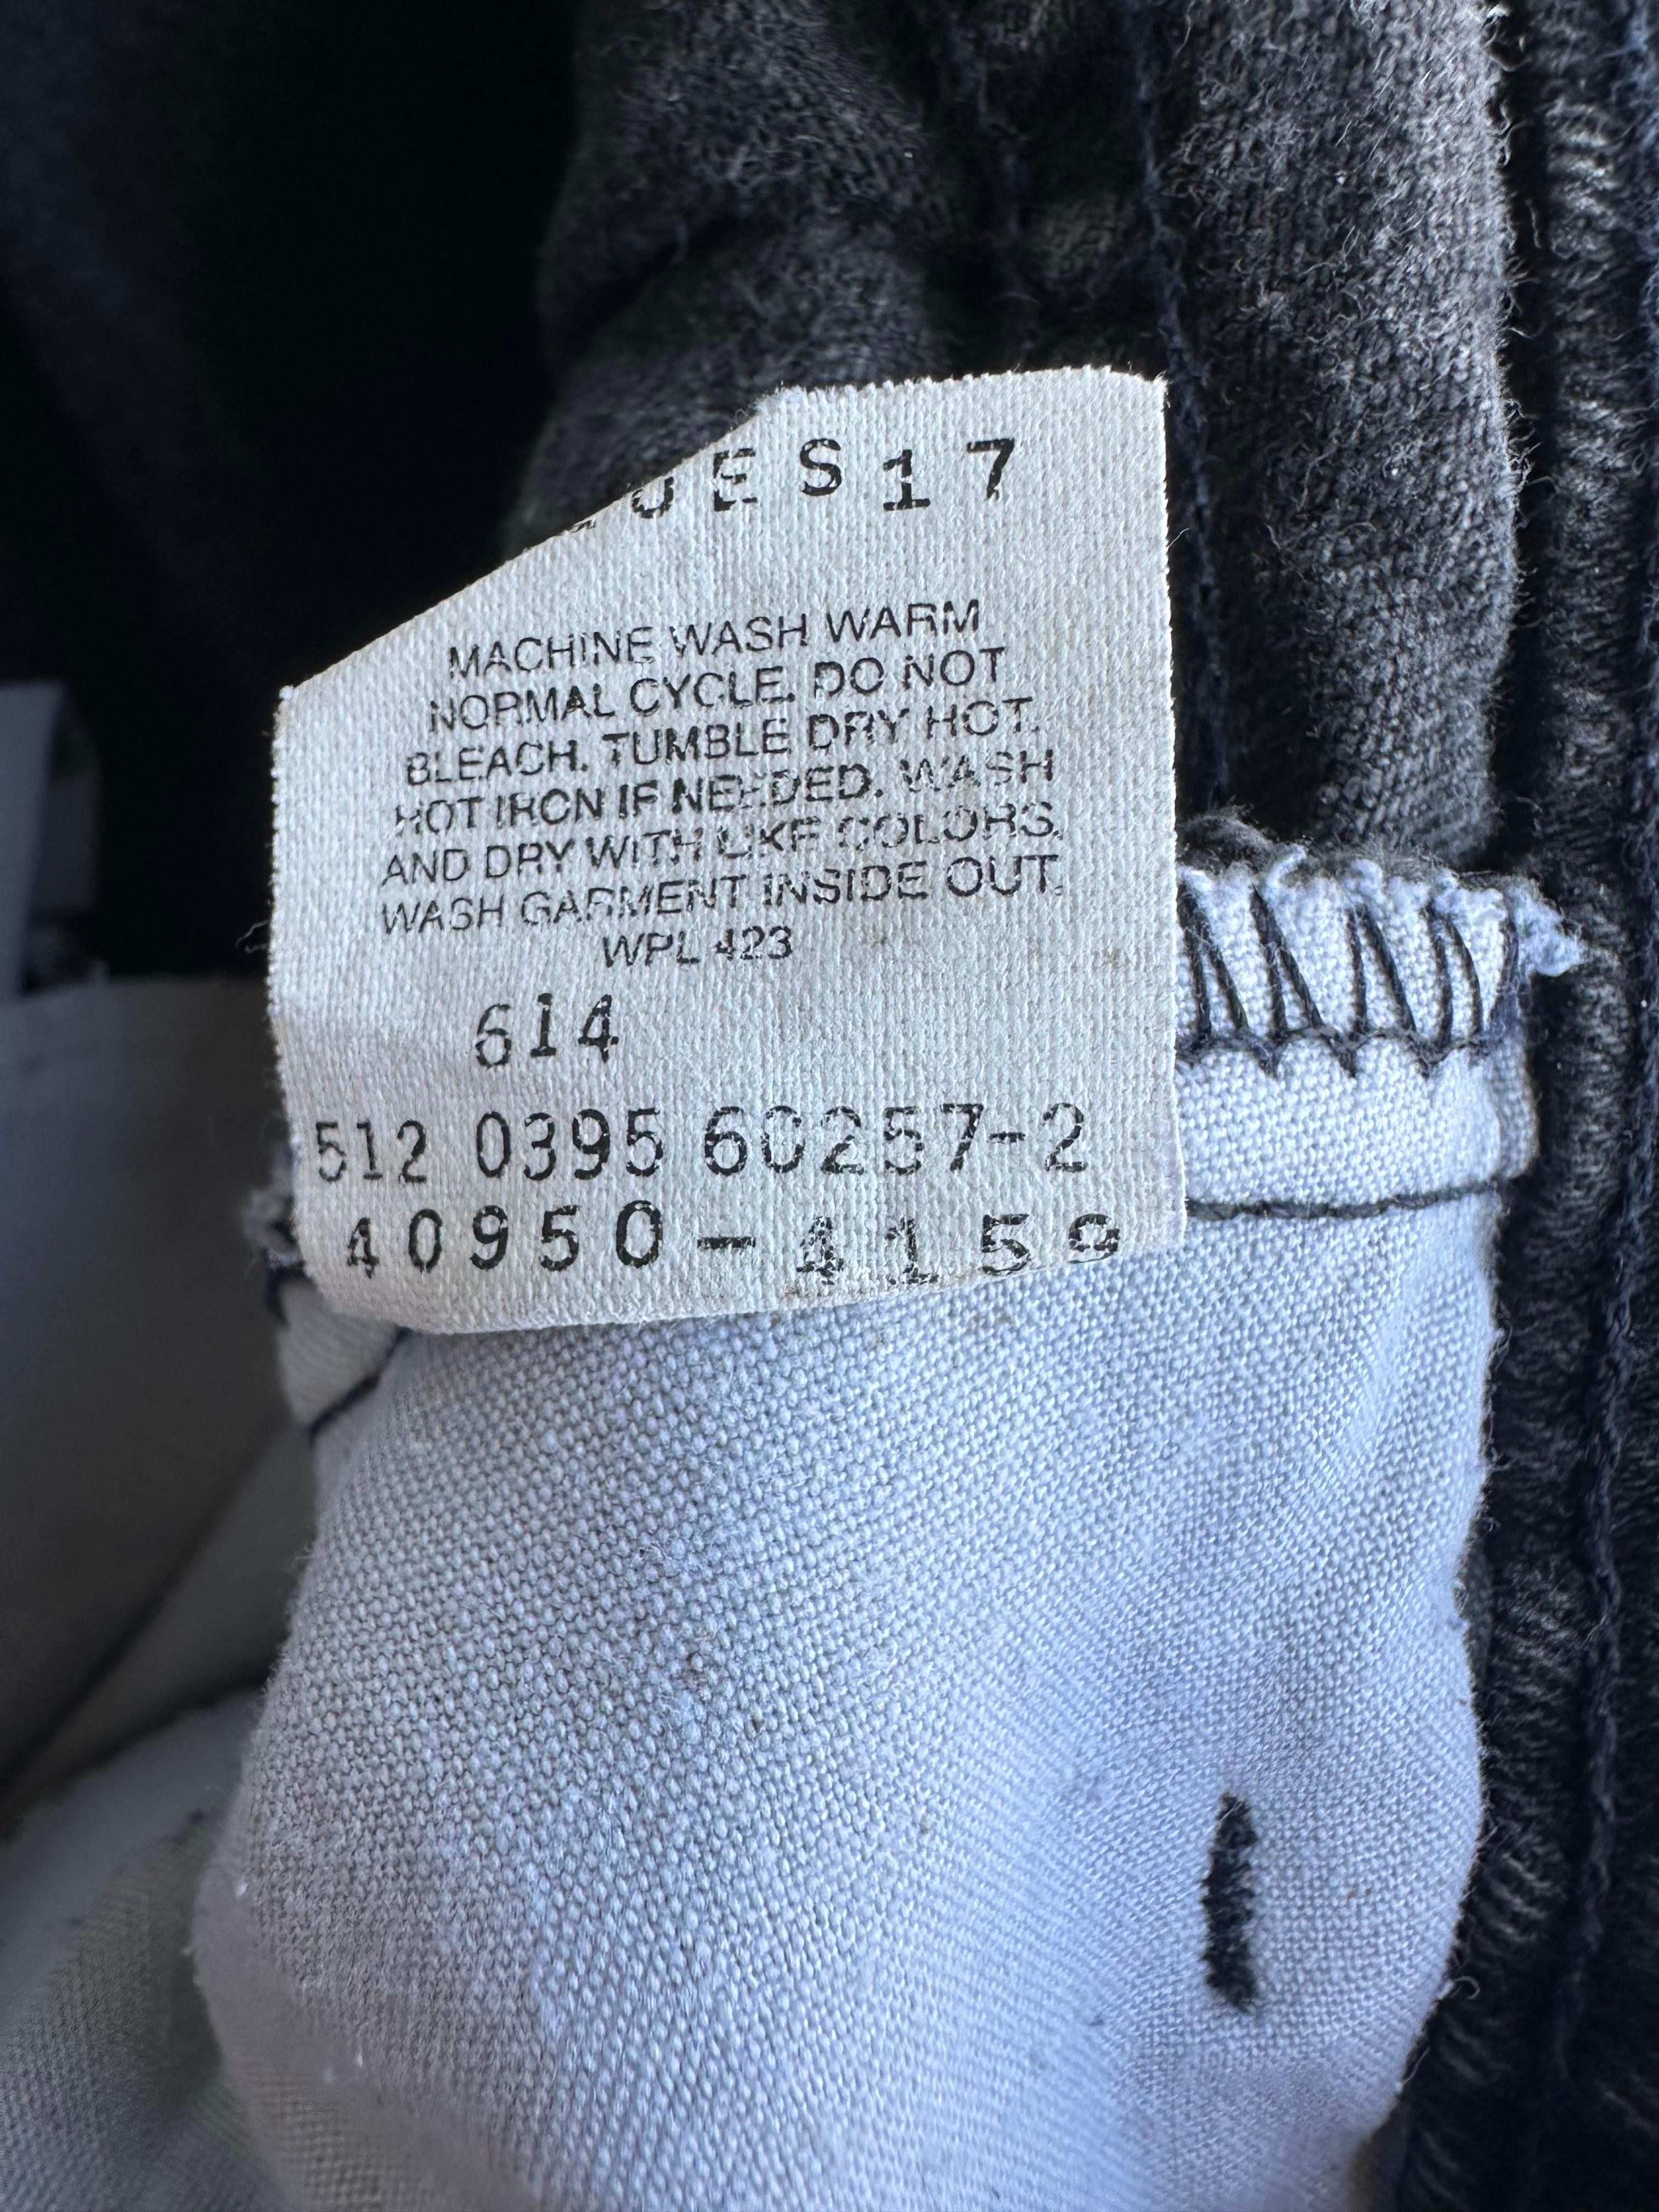 ES17
MACHINE WASH WARM
NORMAL CYCLE. DO NOT
BLEACH. TUMBLE DRY HOT.
HOT IRON IF NEEDED. WASH
AND DRY WITH LIKE COLORS.
WASH GARMENT INSIDE OUT.
WPL 423
614
512 0395 60257-2
40950-4159